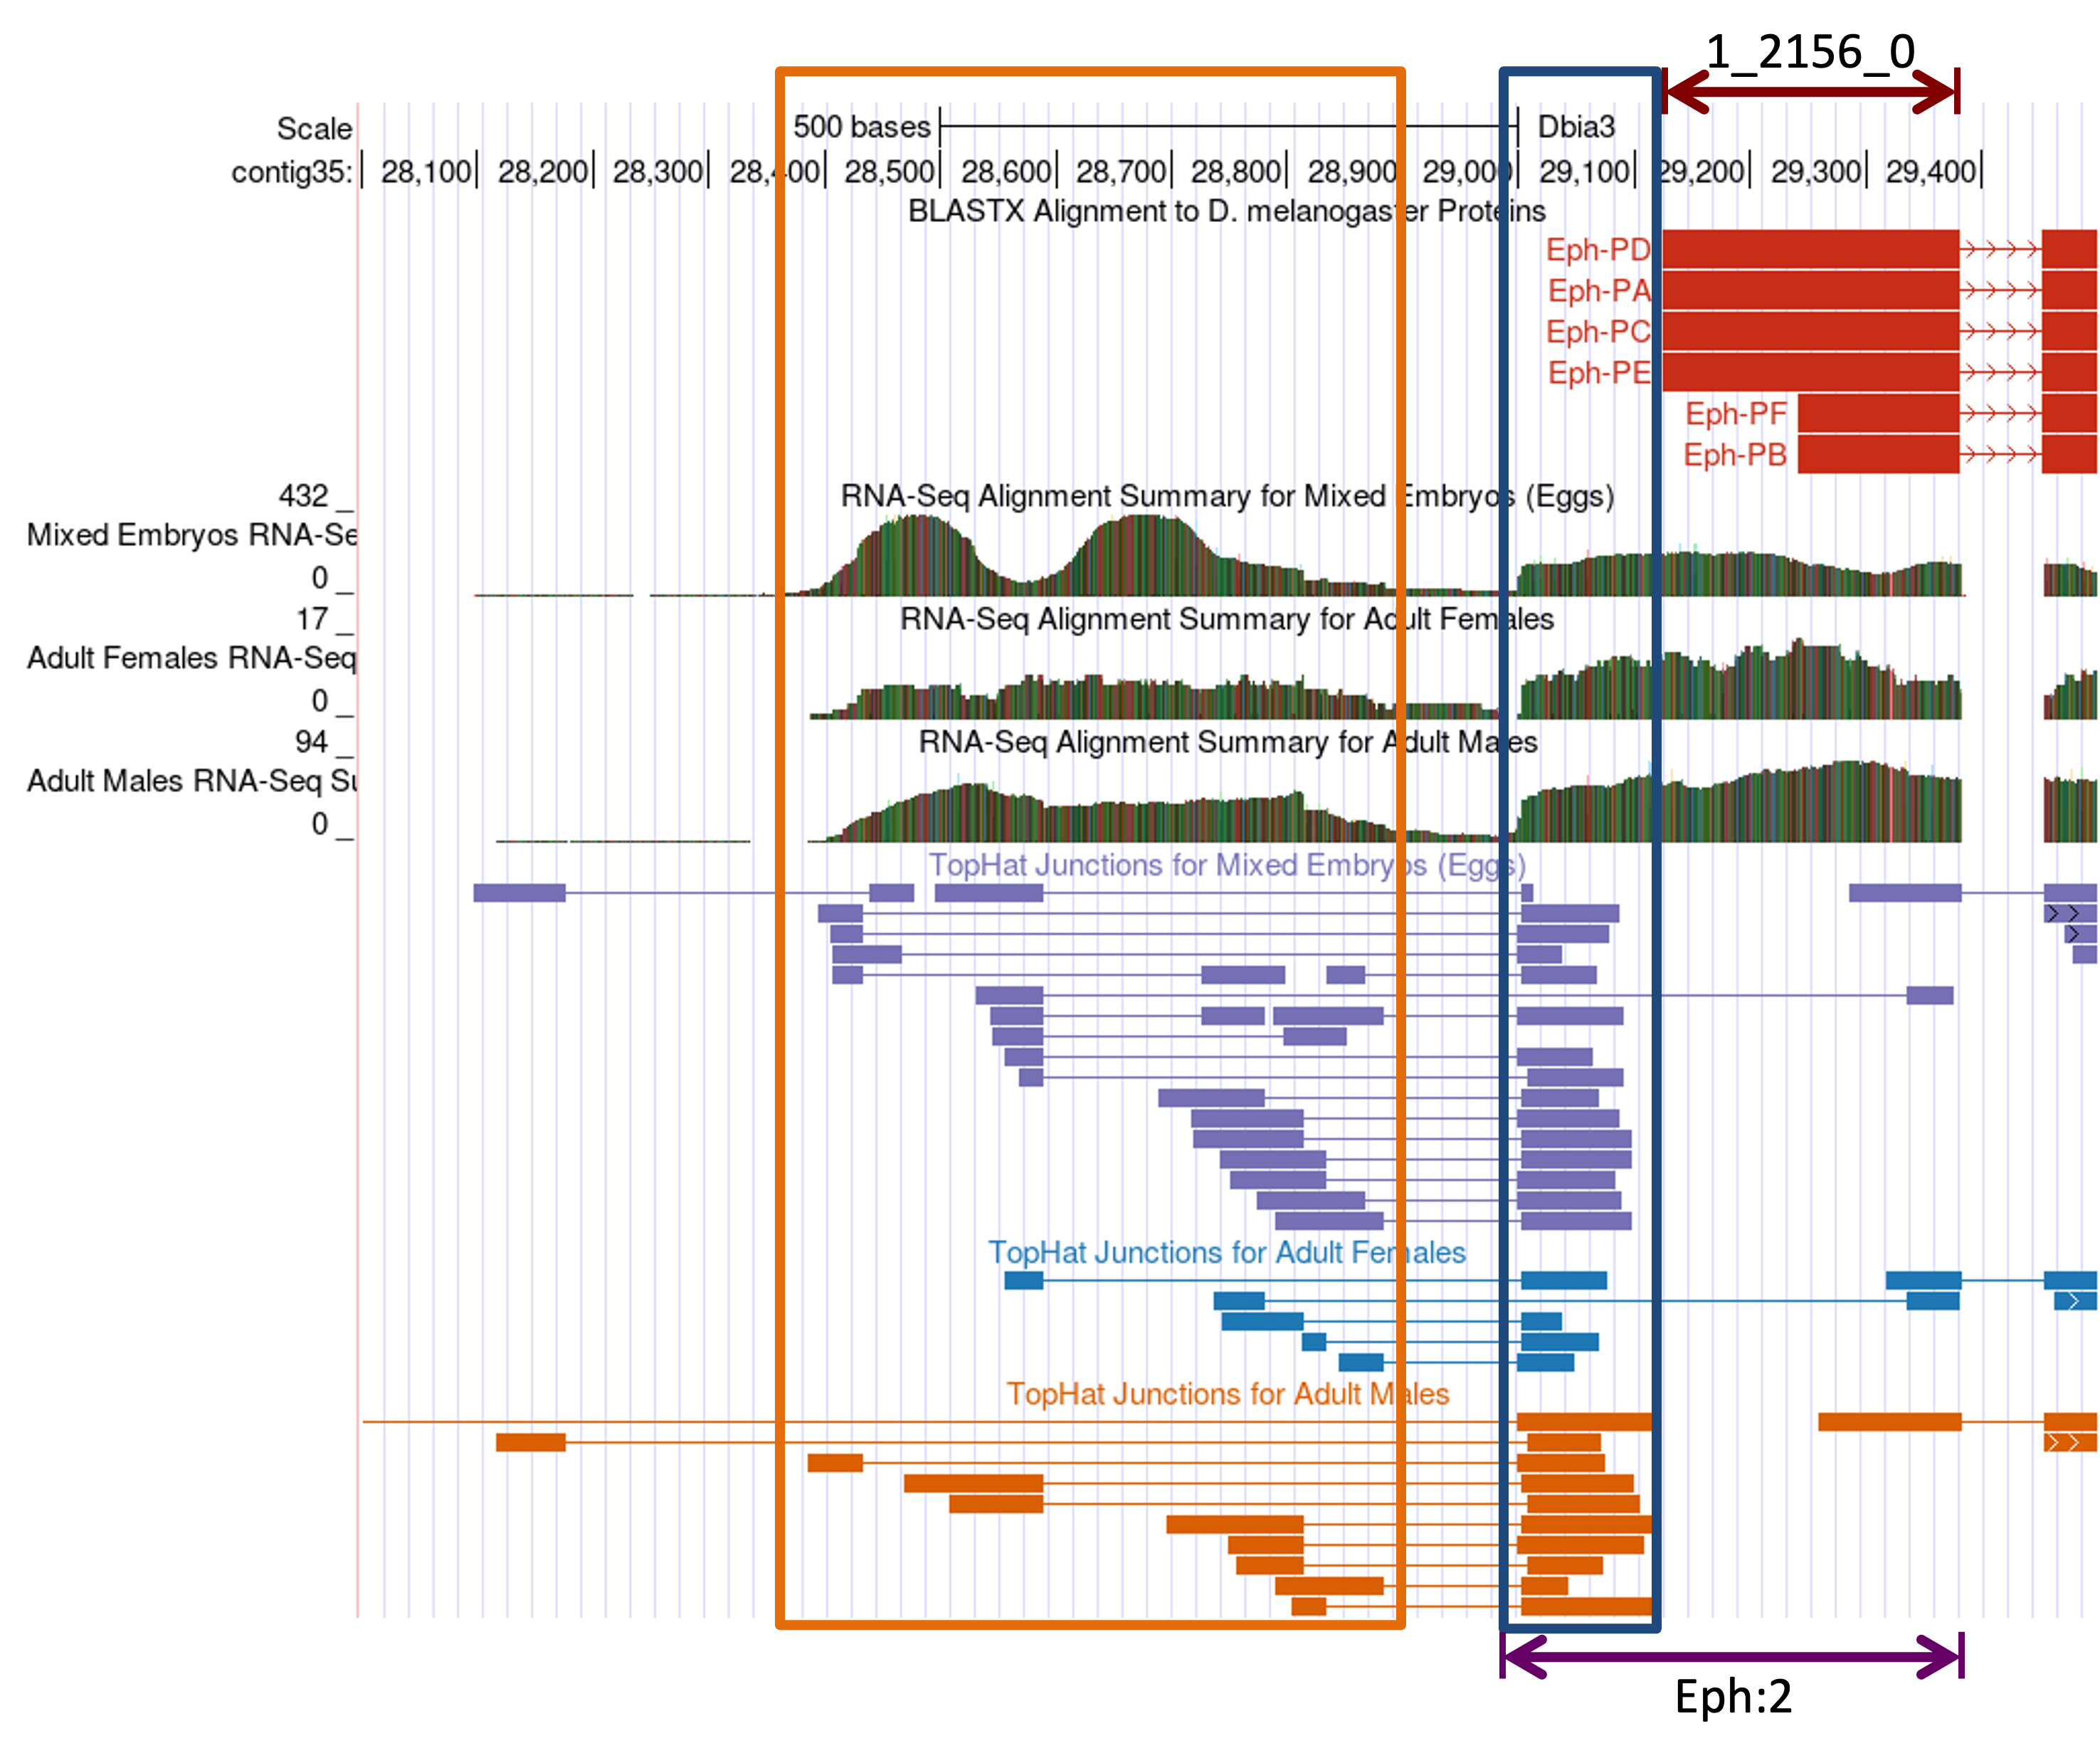 1_2156_0
Scale 500 bases Dbia3
contig35: 28,100 28,200 28,300 28,400 28,500 28,600 28,700 28,800 28,900 29,000 29,100 29,200 29,300 29,400
BLASTX Alignment to D. melanogaster Proteins
Eph-PD
Eph-PA
Eph-PC
Eph-PE
Eph-PF
Eph-PB
RNA-Seq Alignment Summary for Mixed Embryos (Eggs)
432 _
Mixed Embryos RNA-Se
0 _
RNA-Seq Alignment Summary for Adult Females
17 _
Adult Females RNA-Seq
0 _
RNA-Seq Alignment Summary for Adult Males
94 _
Adult Males RNA-Seq Su
0 _
TopHat Junctions for Mixed Embryos (Eggs)
TopHat Junctions for Adult Females
TopHat Junctions for Adult Males
Eph:2